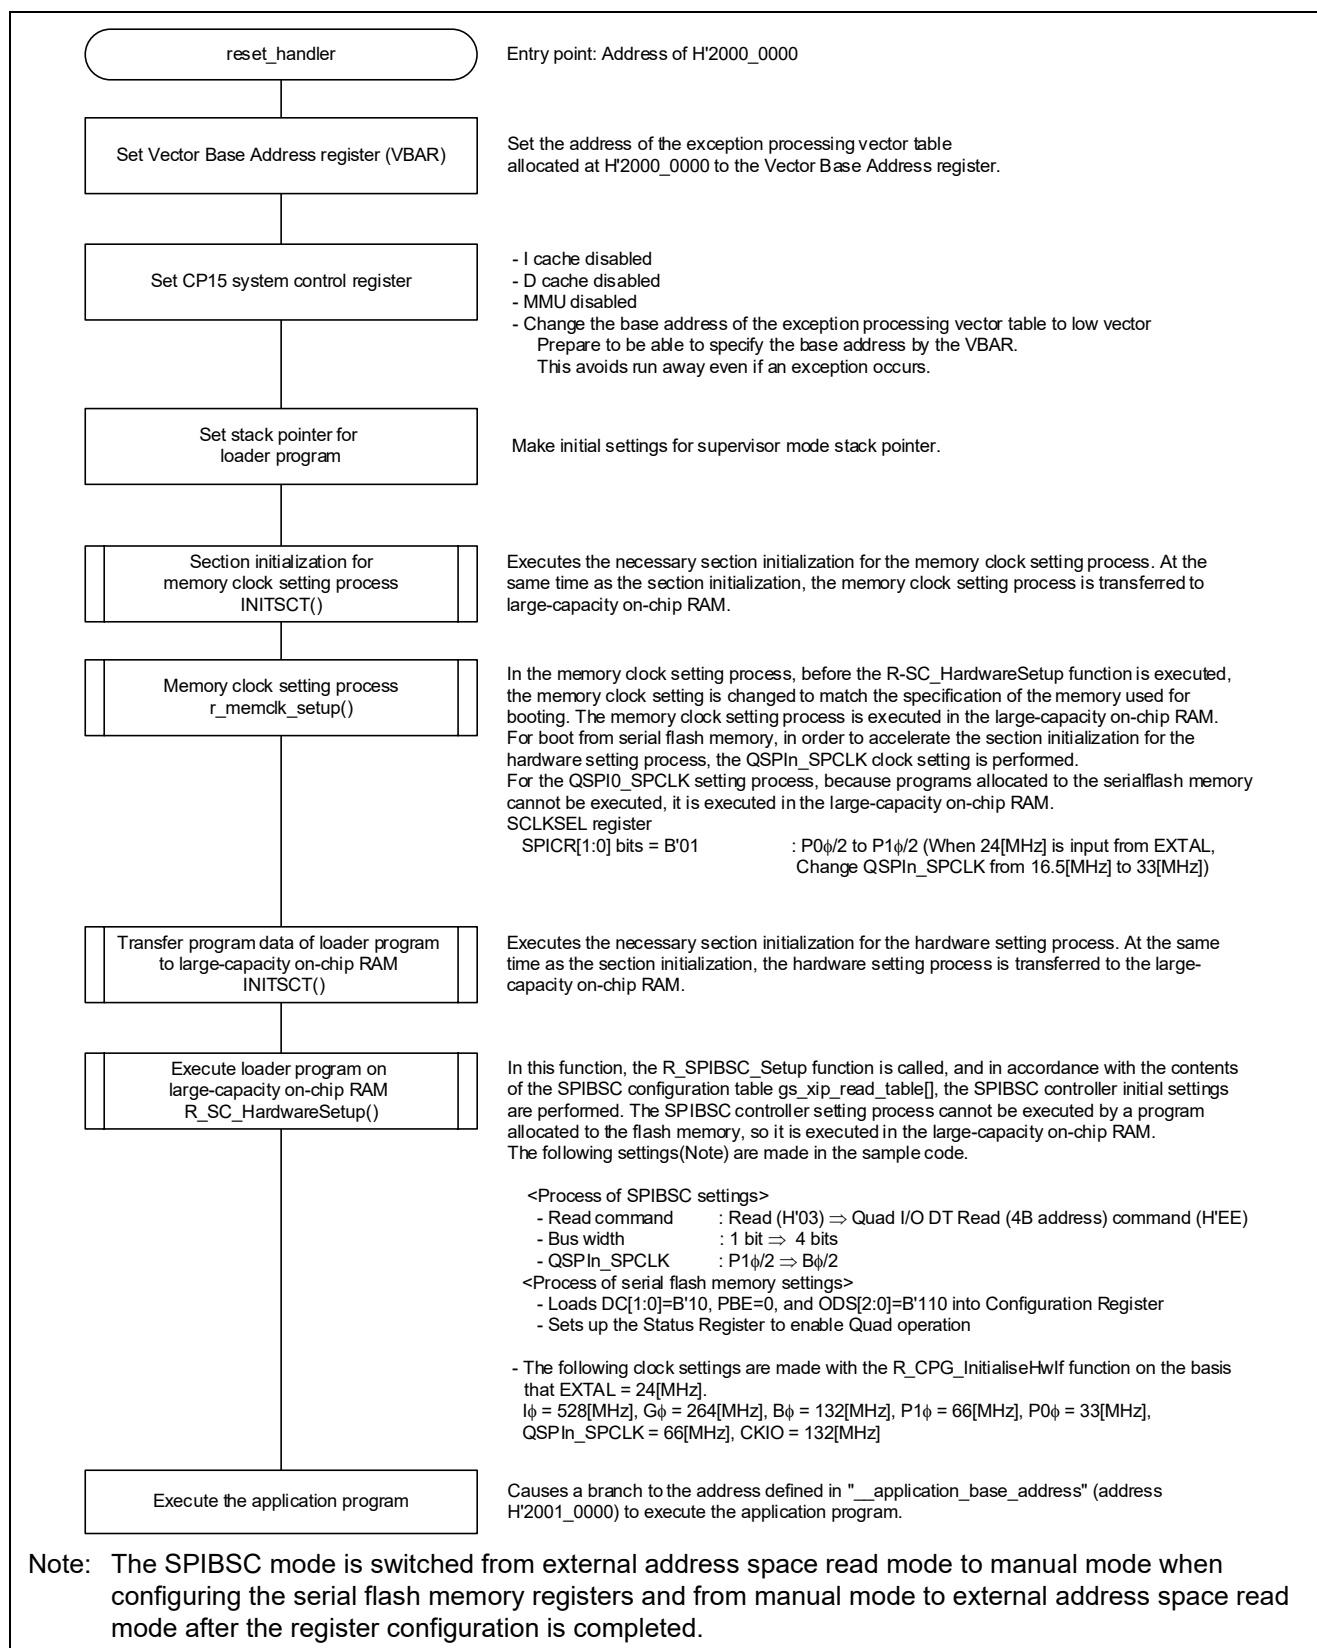 reset_handler
Entry point: Address of H'2000_0000
Set Vector Base Address register (VBAR)
Set the address of the exception processing vector table
allocated at H'2000_0000 to the Vector Base Address register.
Set CP15 system control register
- I cache disabled
- D cache disabled
- MMU disabled
- Change the base address of the exception processing vector table to low vector
Prepare to be able to specify the base address by the VBAR.
This avoids run away even if an exception occurs.
Set stack pointer for
loader program
Make initial settings for supervisor mode stack pointer.
Section initialization for
memory clock setting process
INITSCT()
Executes the necessary section initialization for the memory clock setting process. At the
same time as the section initialization, the memory clock setting process is transferred to
large-capacity on-chip RAM.
Memory clock setting process
r_memclk_setup()
In the memory clock setting process, before the R-SC_HardwareSetup function is executed,
the memory clock setting is changed to match the specification of the memory used for
booting. The memory clock setting process is executed in the large-capacity on-chip RAM.
For boot from serial flash memory, in order to accelerate the section initialization for the
hardware setting process, the QSPIn_SPCLK clock setting is performed.
For the QSPI0_SPCLK setting process, because programs allocated to the serialflash memory
cannot be executed, it is executed in the large-capacity on-chip RAM.
SCLKSEL register
SPICR[1:0] bits = B'01 : P0ϕ/2 to P1ϕ/2 (When 24[MHz] is input from EXTAL,
Change QSPIn_SPCLK from 16.5[MHz] to 33[MHz])
Transfer program data of loader program
to large-capacity on-chip RAM
INITSCT()
Executes the necessary section initialization for the hardware setting process. At the same
time as the section initialization, the hardware setting process is transferred to the large-
capacity on-chip RAM.
Execute loader program on
large-capacity on-chip RAM
R_SC_HardwareSetup()
In this function, the R_SPIBSC_Setup function is called, and in accordance with the contents
of the SPIBSC configuration table gs_xip_read_table[], the SPIBSC controller initial settings
are performed. The SPIBSC controller setting process cannot be executed by a program
allocated to the flash memory, so it is executed in the large-capacity on-chip RAM.
The following settings(Note) are made in the sample code.
<Process of SPIBSC settings>
- Read command : Read (H'03) ⇒ Quad I/O DT Read (4B address) command (H'EE)
- Bus width : 1 bit ⇒ 4 bits
- QSPIn_SPCLK : P1ϕ/2 ⇒ Bϕ/2
<Process of serial flash memory settings>
- Loads DC[1:0]=B'10, PBE=0, and ODS[2:0]=B'110 into Configuration Register
- Sets up the Status Register to enable Quad operation
- The following clock settings are made with the R_CPG_InitialiseHwIf function on the basis
that EXTAL = 24[MHz].
Iϕ = 528[MHz], Gϕ = 264[MHz], Bϕ = 132[MHz], P1ϕ = 66[MHz], P0ϕ = 33[MHz],
QSPIn_SPCLK = 66[MHz], CKIO = 132[MHz]
Execute the application program
Causes a branch to the address defined in "__application_base_address" (address
H'2001_0000) to execute the application program.
Note: The SPIBSC mode is switched from external address space read mode to manual mode when
configuring the serial flash memory registers and from manual mode to external address space read
mode after the register configuration is completed.